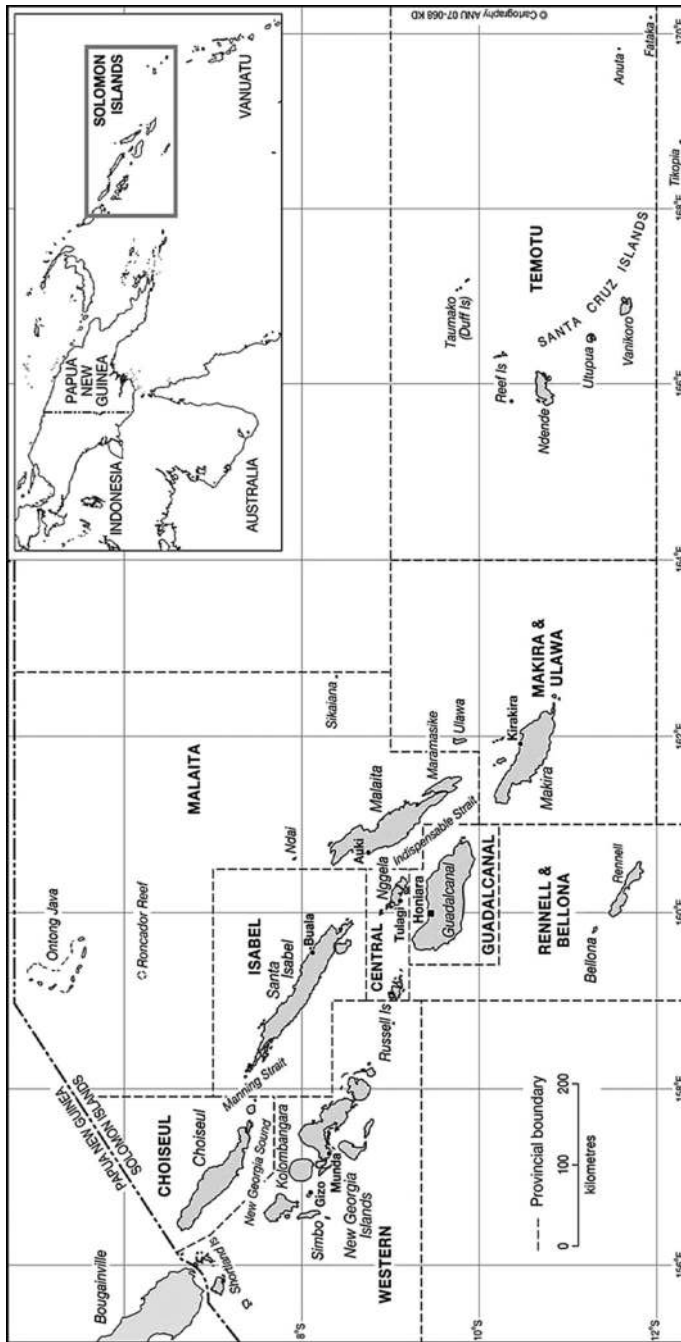 Bougainville
PAPUA NEW GUINEA
SOLOMON ISLANDS
Ontong Java
Roncador Reef
MALAITA
INDONESIA
PAPUA
NEW
GUINEA
SOLOMON
ISLANDS
AUSTRALIA
VANUATU
CHOISEUL
Choiseul
Shortland Is
Manning Strait
New Georgia Sound
ISABEL
Santa
Isabel
Buala
Ndai
Sikaiana
8°S
Kolombangara
Simbo
Gizo
Munda
New Georgia
Islands
WESTERN
Russell Is
CENTRAL
Nggela
Tulagi
Auki
Malaita
Maramasike
Indispensable Strait
Ulawa
Honiara
Guadalcanal
GUADALCANAL
10°S
Kirakira
Makira
MAKIRA &
ULAWA
RENNELL &
BELLONA
Bellona
Rennell
Taumako
(Duff Is)
Reef Is
Ndende
TEMOTU
SANTA CRUZ ISLANDS
Utupua
Vanikoro
Anuta
Fataka
Tikopia
Provincial boundary
0 100 200
kilometres
12°S
156°E 158°E 160°E 162°E 164°E 166°E 168°E 170°E
© Cartography ANU 07-068 KD